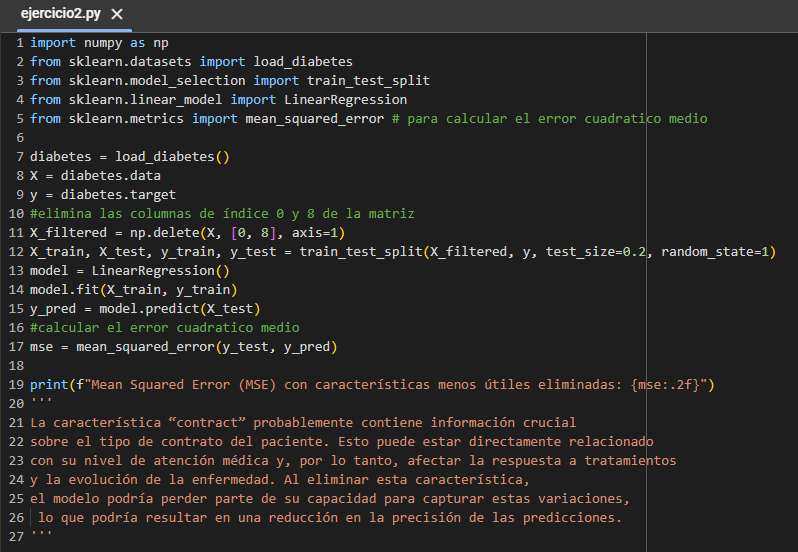 ejercicio2.py ×
1 import numpy as np
2 from sklearn.datasets import load_diabetes
3 from sklearn.model_selection import train_test_split
4 from sklearn.linear_model import LinearRegression
5 from sklearn.metrics import mean_squared_error # para calcular el error cuadratico medio
6
7 diabetes = load_diabetes()
8 X = diabetes.data
9 y = diabetes.target
10 #elimina las columnas de índice 0 y 8 de la matriz
11 X_filtered = np.delete(X, [0, 8], axis=1)
12 X_train, X_test, y_train, y_test = train_test_split(X_filtered, y, test_size=0.2, random_state=1)
13 model = LinearRegression()
14 model.fit(X_train, y_train)
15 y_pred = model.predict(X_test)
16 #calcular el error cuadratico medio
17 mse = mean_squared_error(y_test, y_pred)
18
19 print(f"Mean Squared Error (MSE) con características menos útiles eliminadas: {mse:.2f}")
20 '''
21 La característica “contract” probablemente contiene información crucial
22 sobre el tipo de contrato del paciente. Esto puede estar directamente relacionado
23 con su nivel de atención médica y, por lo tanto, afectar la respuesta a tratamientos
24 y la evolución de la enfermedad. Al eliminar esta característica,
25 el modelo podría perder parte de su capacidad para capturar estas variaciones,
26  lo que podría resultar en una reducción en la precisión de las predicciones.
27 '''